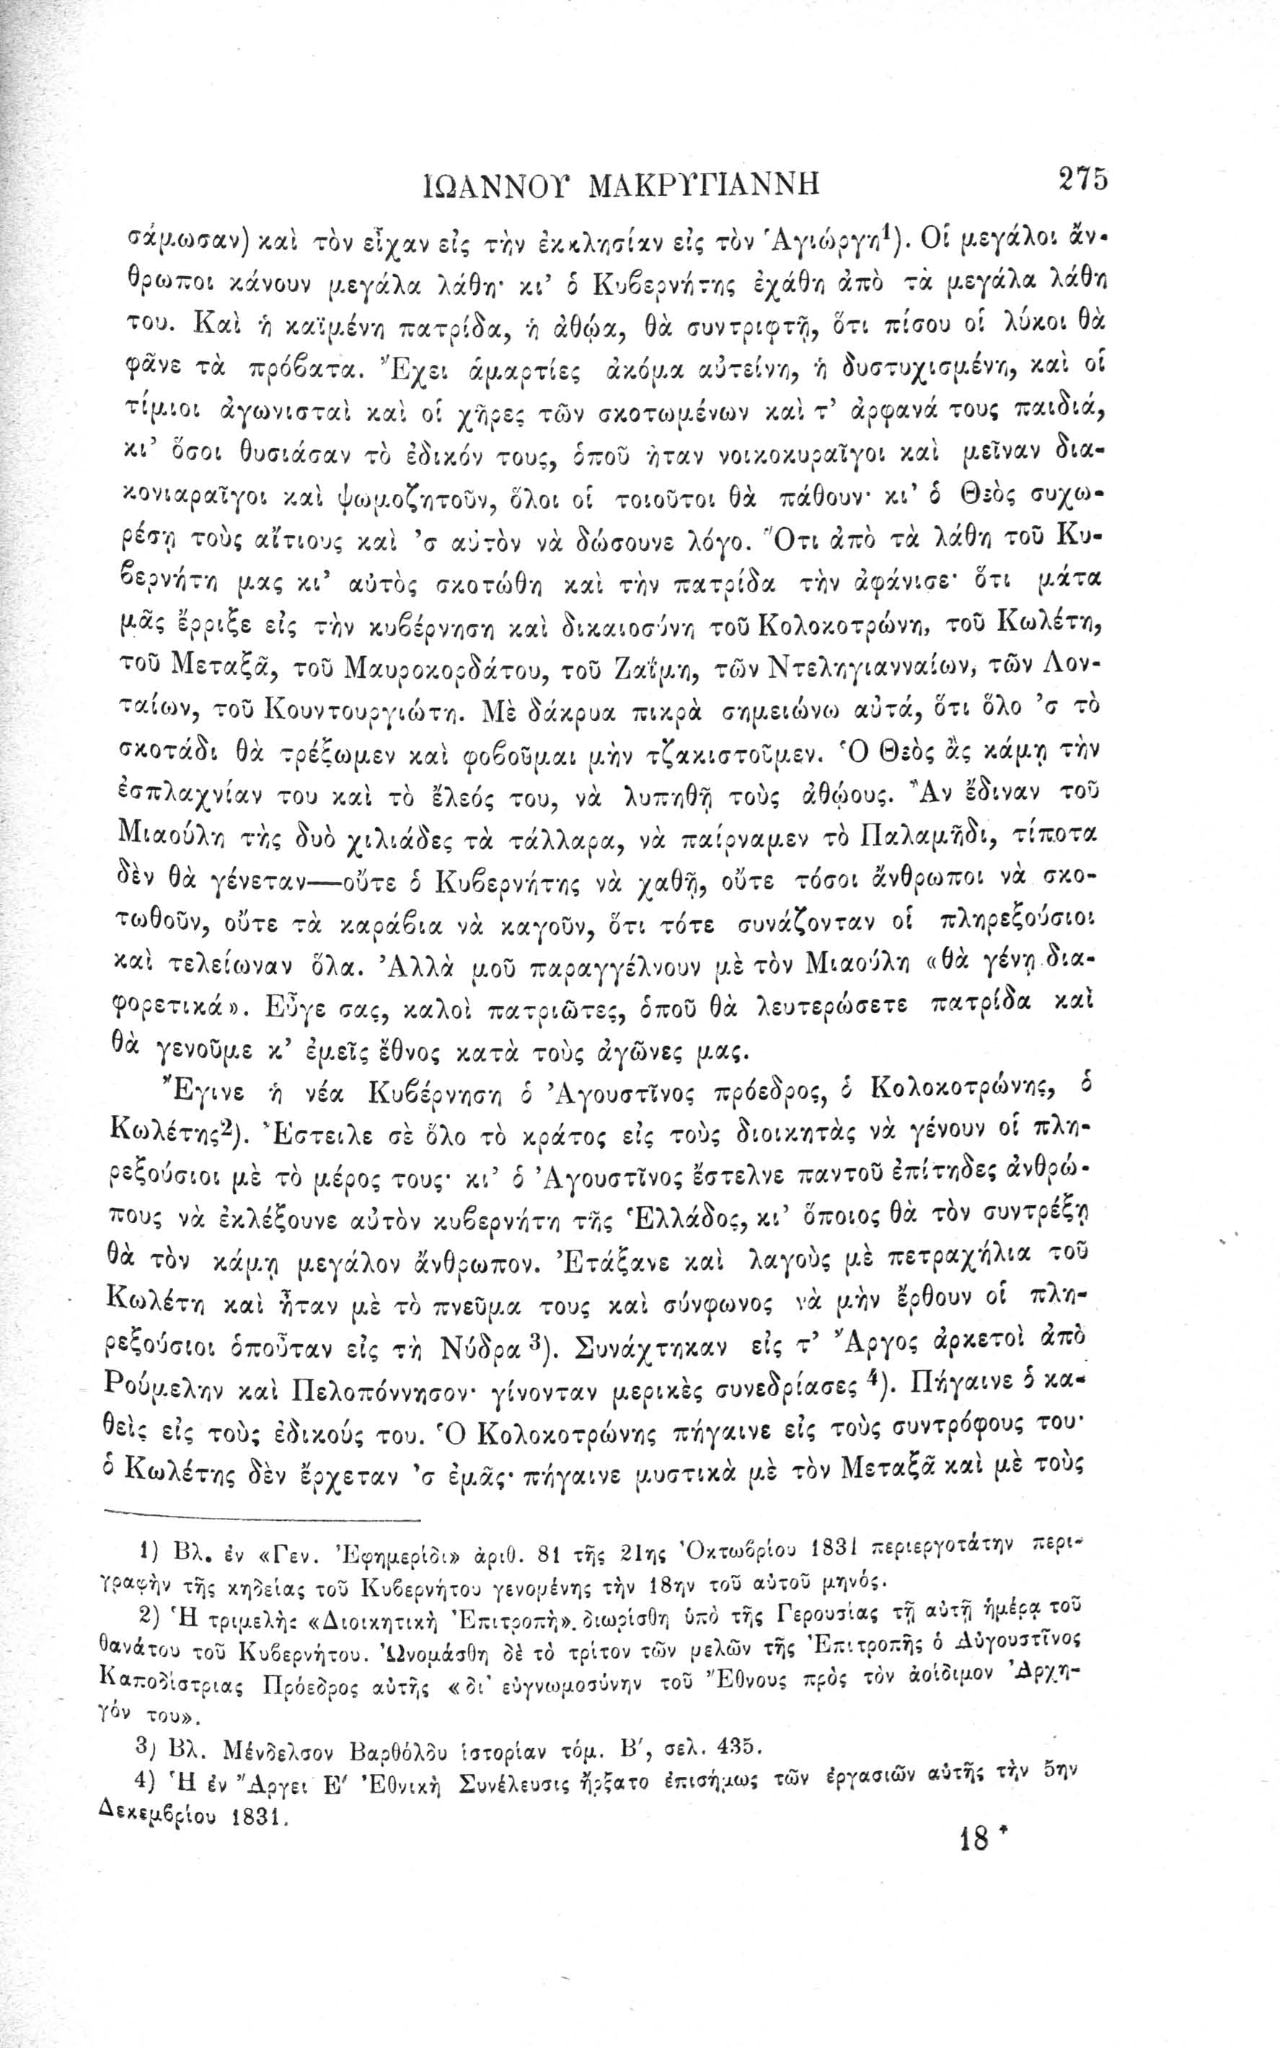 ΙΩΑΝΝΟΥ ΜΑΚΡΥΓΙΑΝΝΗ 275
σάμωσαν) καὶ τὸν εἶχαν εἰς τὴν ἐκκλησίαν εἰς τὸν Ἁγιώργη¹). Οἱ μεγάλοι ἄν-
θρωποι κάνουν μεγάλα λάθη· κι’ ὁ Κυβερνήτης ἐχάθη ἀπὸ τὰ μεγάλα λάθη
του. Καὶ ἡ καϊμένη πατρίδα, ἡ ἀθῴα, θὰ συντριφτῇ, ὅτι πίσου οἱ λύκοι θὰ
φᾶνε τὰ πρόβατα. Ἔχει ἁμαρτίες ἀκόμα αὐτείνη, ἡ δυστυχισμένη, καὶ οἱ
τίμιοι ἀγωνισταὶ καὶ οἱ χῆρες τῶν σκοτωμένων καὶ τ’ ἀρφανά τους παιδιά,
κι’ ὅσοι θυσιάσαν τὸ ἐδικόν τους, ὁποῦ ἦταν νοικοκυραῖγοι καὶ μεῖναν δια-
κονιαραῖγοι καὶ ψωμοζητοῦν, ὅλοι οἱ τοιοῦτοι θὰ πάθουν· κι’ ὁ Θεὸς συχω-
ρέσῃ τοὺς αἴτιους καὶ ’σ αὐτὸν νὰ δώσουνε λόγο. Ὅτι ἀπὸ τὰ λάθη τοῦ Κυ-
βερνήτη μας κι’ αὐτὸς σκοτώθη καὶ τὴν πατρίδα τὴν ἀφάνισε· ὅτι μάτα
μᾶς ἔρριξε εἰς τὴν κυβέρνηση καὶ δικαιοσύνη τοῦ Κολοκοτρώνη, τοῦ Κωλέτη,
τοῦ Μεταξᾶ, τοῦ Μαυροκορδάτου, τοῦ Ζαΐμη, τῶν Ντεληγιανναίων, τῶν Λον-
ταίων, τοῦ Κουντουργιώτη. Μὲ δάκρυα πικρὰ σημειώνω αὐτά, ὅτι ὅλο ’σ τὸ
σκοτάδι θὰ τρέξωμεν καὶ φοβοῦμαι μὴν τζακιστοῦμεν. Ὁ Θεὸς ἂς κάμῃ τὴν
ἐσπλαχνίαν του καὶ τὸ ἔλεός του, νὰ λυπηθῇ τοὺς ἀθῴους. Ἂν ἔδιναν τοῦ
Μιαούλη τὴς δυὸ χιλιάδες τὰ τάλλαρα, νὰ παίρναμεν τὸ Παλαμῆδι, τίποτα
δὲν θὰ γένεταν—οὔτε ὁ Κυβερνήτης νὰ χαθῇ, οὔτε τόσοι ἄνθρωποι νὰ σκο-
τωθοῦν, οὔτε τὰ καράβια νὰ καγοῦν, ὅτι τότε συνάζονταν οἱ πληρεξούσιοι
καὶ τελείωναν ὅλα. Ἀλλὰ μοῦ παραγγέλνουν μὲ τὸν Μιαούλη «θὰ γένῃ δια-
φορετικά». Εὖγε σας, καλοὶ πατριῶτες, ὁποῦ θὰ λευτερώσετε πατρίδα καὶ
θὰ γενοῦμε κ’ ἐμεῖς ἔθνος κατὰ τοὺς ἀγῶνες μας.
Ἔγινε ἡ νέα Κυβέρνηση ὁ Ἀγουστῖνος πρόεδρος, ὁ Κολοκοτρώνης, ὁ
Κωλέτης²). Ἔστειλε σὲ ὅλο τὸ κράτος εἰς τοὺς διοικητὰς νὰ γένουν οἱ πλη-
ρεξούσιοι μὲ τὸ μέρος τους· κι’ ὁ Ἀγουστῖνος ἔστελνε παντοῦ ἐπίτηδες ἀνθρώ-
πους νὰ ἐκλέξουνε αὐτὸν κυβερνήτη τῆς Ἑλλάδος, κι’ ὅποιος θὰ τὸν συντρέξῃ
θὰ τὸν κάμῃ μεγάλον ἄνθρωπον. Ἐτάξανε καὶ λαγοὺς μὲ πετραχήλια τοῦ
Κωλέτη καὶ ἦταν μὲ τὸ πνεῦμα τους καὶ σύνφωνος νὰ μὴν ἔρθουν οἱ πλη-
ρεξούσιοι ὁποὖταν εἰς τὴ Νύδρα ³). Συνάχτηκαν εἰς τ’ Ἄργος ἀρκετοὶ ἀπὸ
Ρούμελην καὶ Πελοπόννησον· γίνονταν μερικὲς συνεδρίασες ⁴). Πήγαινε ὁ κα-
θεὶς εἰς τοὺς ἐδικούς του. Ὁ Κολοκοτρώνης πήγαινε εἰς τοὺς συντρόφους του·
ὁ Κωλέτης δὲν ἔρχεταν ’σ ἐμᾶς· πήγαινε μυστικὰ μὲ τὸν Μεταξᾶ καὶ μὲ τοὺς
1) Βλ. ἐν «Γεν. Ἐφημερίδι» ἀριθ. 81 τῆς 21ης Ὀκτωβρίου 1831 περιεργοτάτην περι-
γραφὴν τῆς κηδείας τοῦ Κυβερνήτου γενομένης τὴν 18ην τοῦ αὐτοῦ μηνός.
2) Ἡ τριμελὴς «Διοικητικὴ Ἐπιτροπὴ». διωρίσθη ὑπὸ τῆς Γερουσίας τῇ αὐτῇ ἡμέρᾳ τοῦ
θανάτου τοῦ Κυβερνήτου. Ὠνομάσθη δὲ τὸ τρίτον τῶν μελῶν τῆς Ἐπιτροπῆς ὁ Αὐγουστῖνος
Καποδίστριας Πρόεδρος αὐτῆς «δι’ εὐγνωμοσύνην τοῦ Ἔθνους πρὸς τὸν ἀοίδιμον Ἀρχη-
γόν του».
3) Βλ. Μένδελσον Βαρθόλδυ ἱστορίαν τόμ. Β′, σελ. 435.
4) Ἡ ἐν Ἄργει Ε′ Ἐθνικὴ Συνέλευσις ἤρξατο ἐπισήμως τῶν ἐργασιῶν αὐτῆς τὴν 5ην
Δεκεμβρίου 1831.
18 *